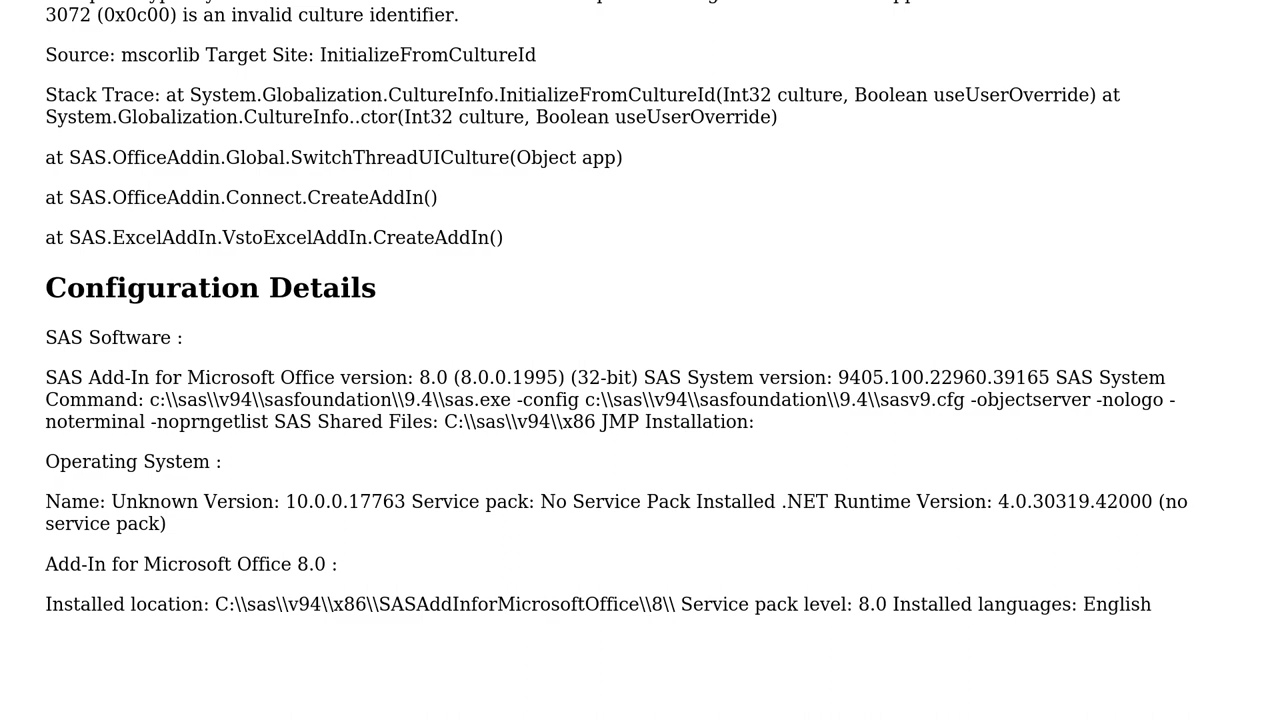 3072 (0x0c00) is an invalid culture identifier.
Source: mscorlib Target Site: InitializeFromCultureId
Stack Trace: at System.Globalization.CultureInfo.InitializeFromCultureId(Int32 culture, Boolean useUserOverride) at
System.Globalization.CultureInfo..ctor(Int32 culture, Boolean useUserOverride)
at SAS.OfficeAddin.Global.SwitchThreadUICulture(Object app)
at SAS.OfficeAddin.Connect.CreateAddIn()
at SAS.ExcelAddIn.VstoExcelAddIn.CreateAddIn()
Configuration Details
SAS Software :
SAS Add-In for Microsoft Office version: 8.0 (8.0.0.1995) (32-bit) SAS System version: 9405.100.22960.39165 SAS System
Command: c:\\sas\\v94\\sasfoundation\\9.4\\sas.exe -config c:\\sas\\v94\\sasfoundation\\9.4\\sasv9.cfg -objectserver -nologo -
noterminal -noprngetlist SAS Shared Files: C:\\sas\\v94\\x86 JMP Installation:
Operating System :
Name: Unknown Version: 10.0.0.17763 Service pack: No Service Pack Installed .NET Runtime Version: 4.0.30319.42000 (no
service pack)
Add-In for Microsoft Office 8.0 :
Installed location: C:\\sas\\v94\\x86\\SASAddInforMicrosoftOffice\\8\\ Service pack level: 8.0 Installed languages: English